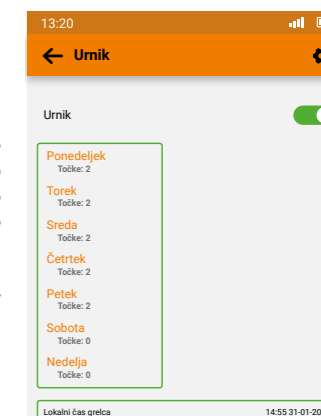 13:20
Urnik
Urnik
Ponedeljek
Točke: 2
Torek
Točke: 2
Sreda
Točke: 2
Četrtek
Točke: 2
Petek
Točke: 2
Sobota
Točke: 0
Nedelja
Točke: 0
Lokalni čas grelca 14:55 31-01-20